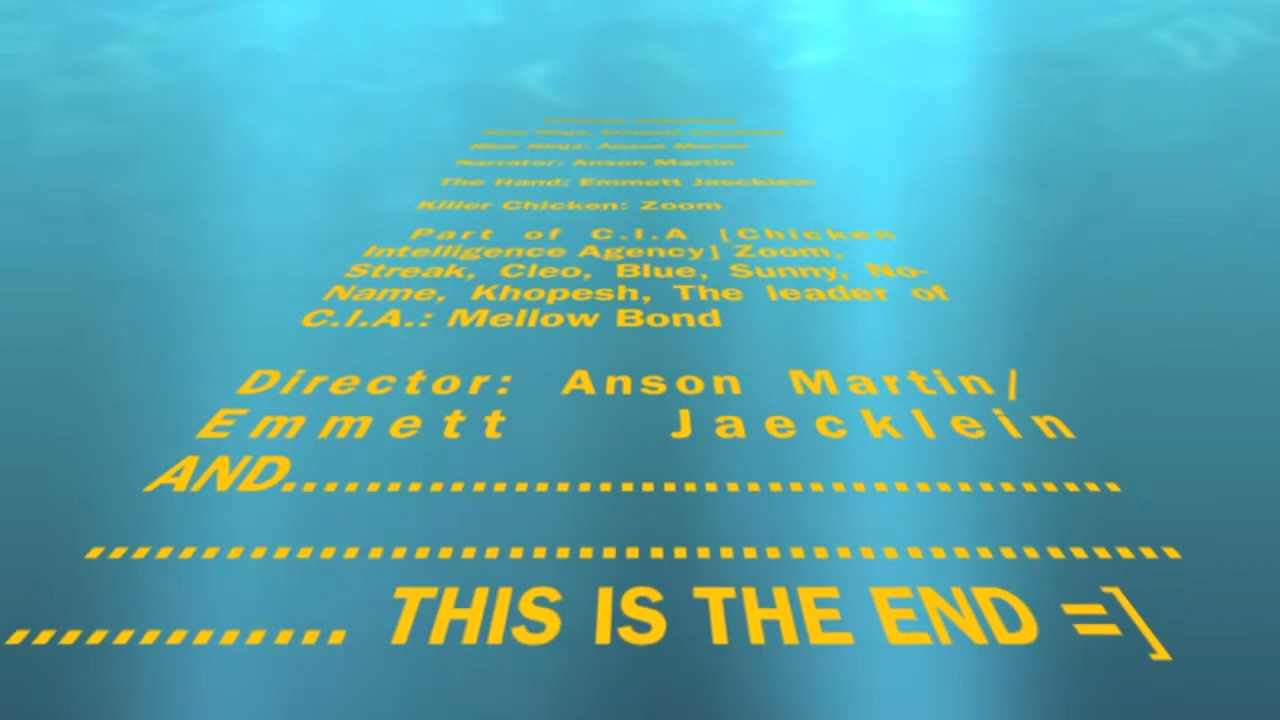 Blue Ninja: Anson Martin
Narrator: Anson Martin
The Hand: Emmett Jaecklein
Killer Chicken: Zoom
Part of C.I.A [Chicken
Intelligence Agency] Zoom,
Streak, Cleo, Blue, Sunny, No-
Name, Khopesh, The leader of
C.I.A.: Mellow Bond
Director: Anson Martin/
Emmett Jaecklein
AND.......................................
..........................................
............. THIS IS THE END =]